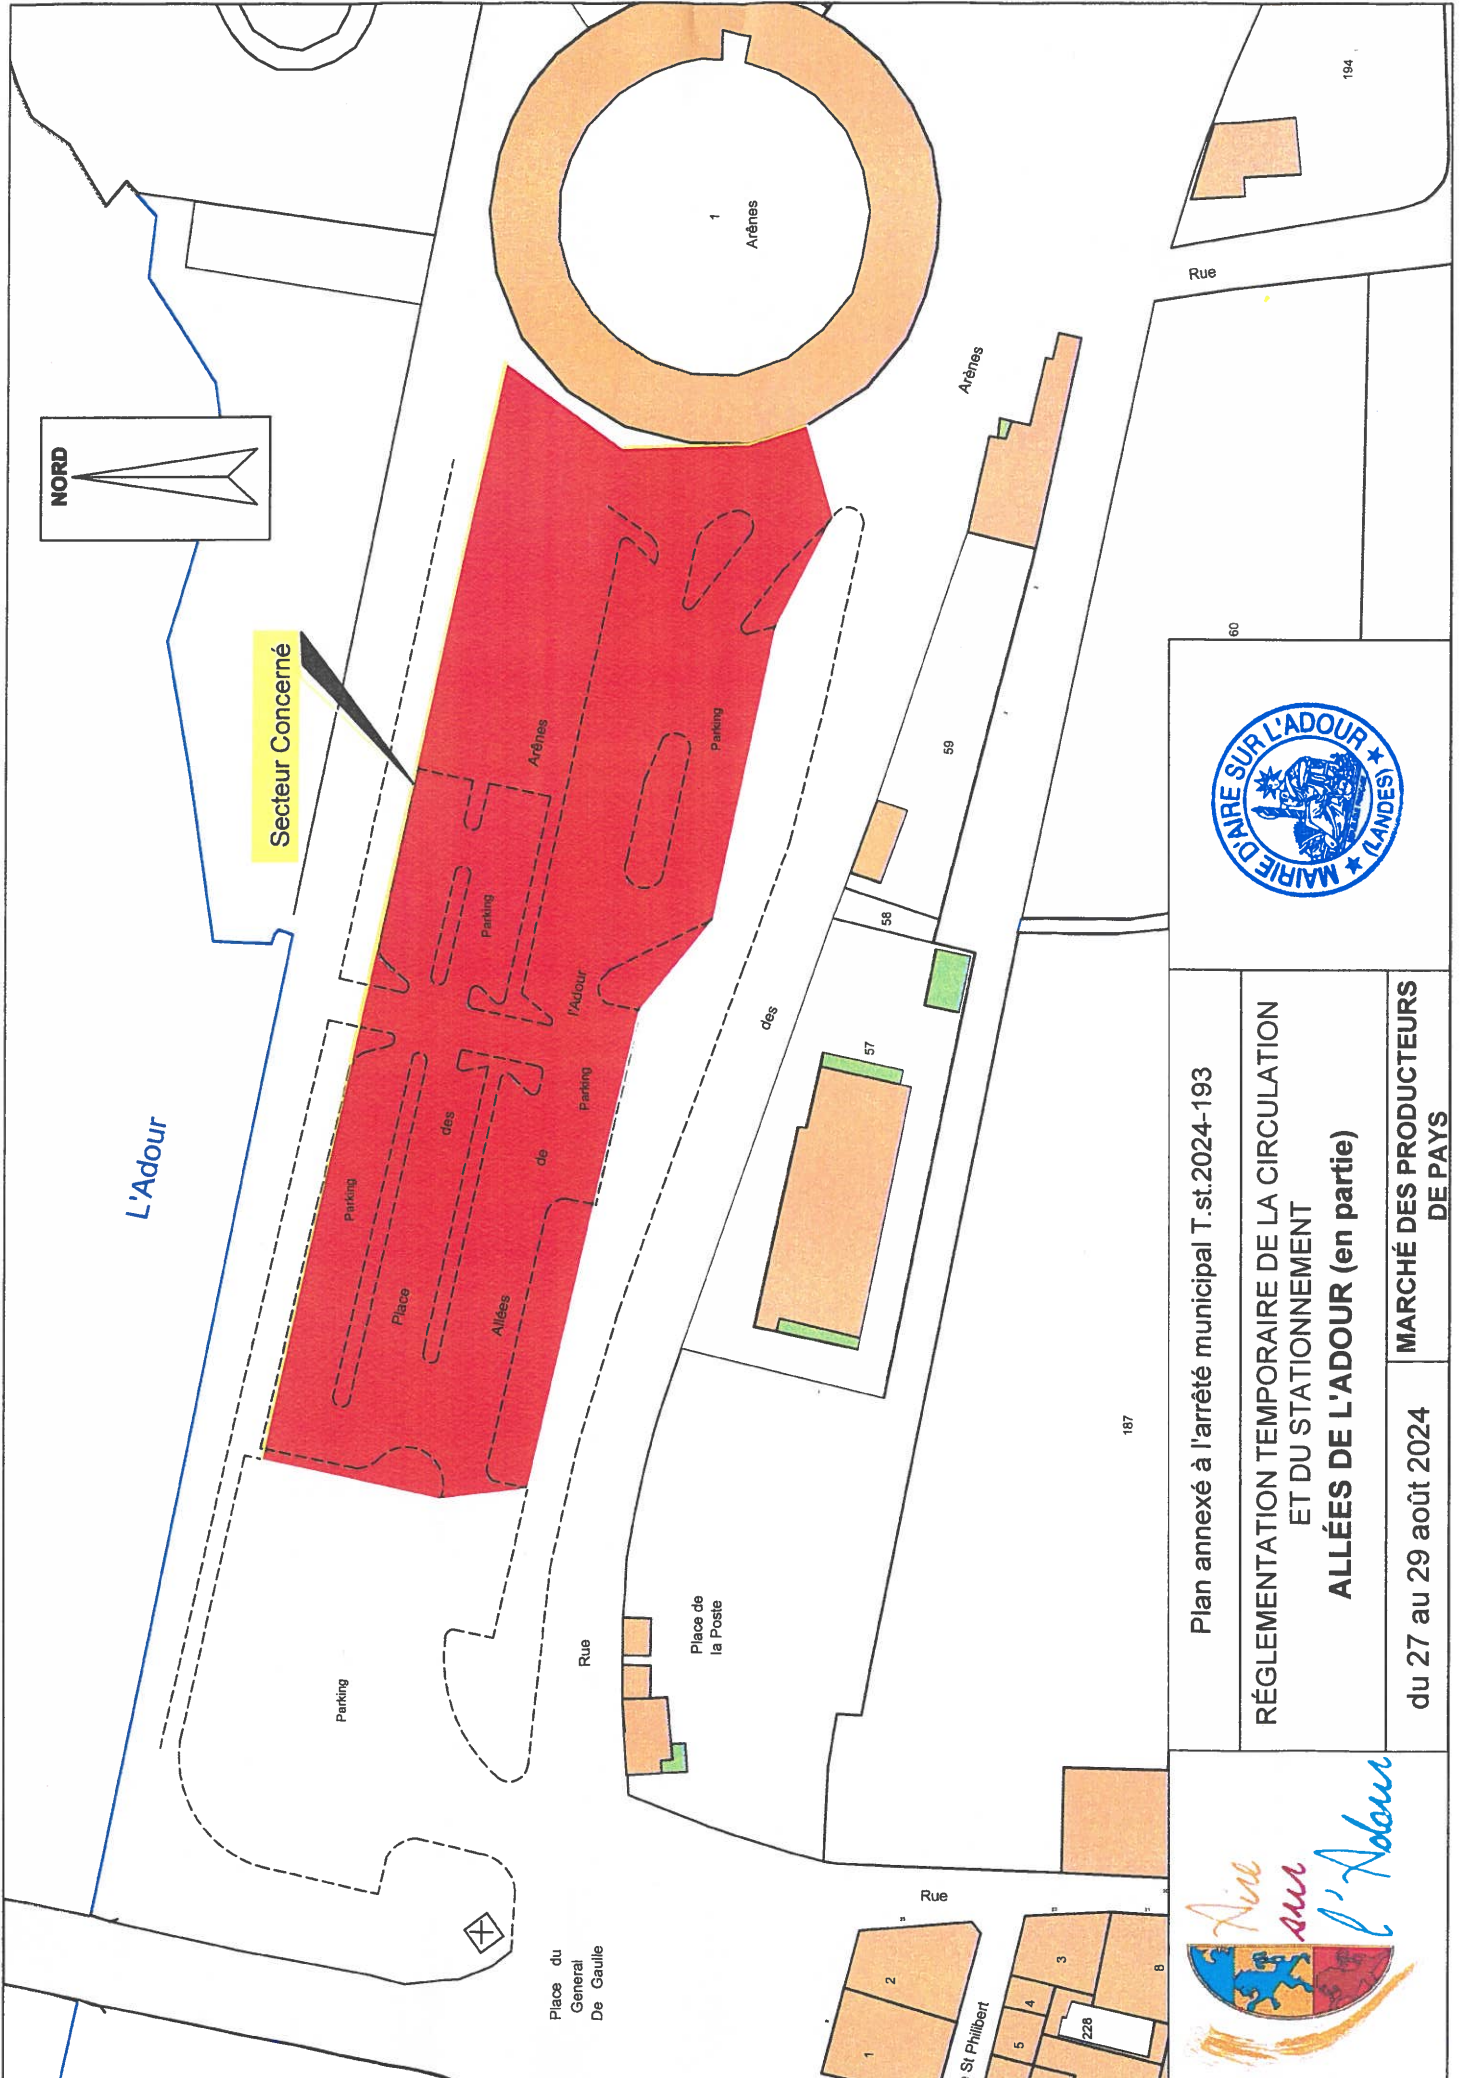 NORD
L'Adour
Secteur Concerné
1
Arènes
194
Rue
Arènes
60
59
58
57
des
187
Parking
Place
des
Arênes
Parking
Allées
de
l'Adour
Parking
Parking
Parking
Rue
Place de
la Poste
Place du
General
De Gaulle
Rue
2
1
St Philibert
3
4
5
228
8
Aire
sur
l'Adour
Plan annexé à l'arrêté municipal T.st.2024-193
RÉGLEMENTATION TEMPORAIRE DE LA CIRCULATION
ET DU STATIONNEMENT
ALLÉES DE L'ADOUR (en partie)
du 27 au 29 août 2024
MARCHÉ DES PRODUCTEURS
DE PAYS
MAIRIE D'AIRE SUR L'ADOUR
★ (LANDES) ★